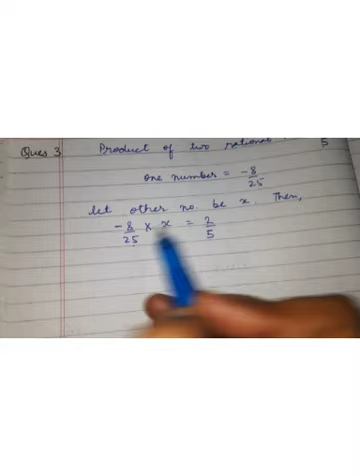 Ques 3 Product of two rational 5
one number = -8/25
let other no. be x. Then,
-8/25 × x = 2/5